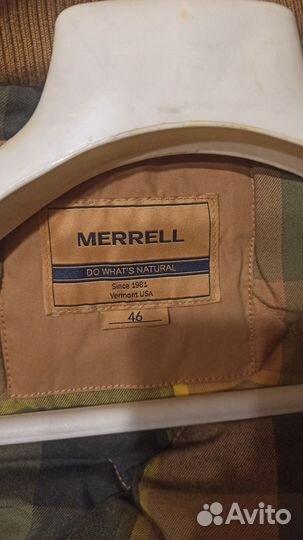 MERRELL
DO WHAT'S NATURAL
Since 1981
Vermont USA
46
Avito